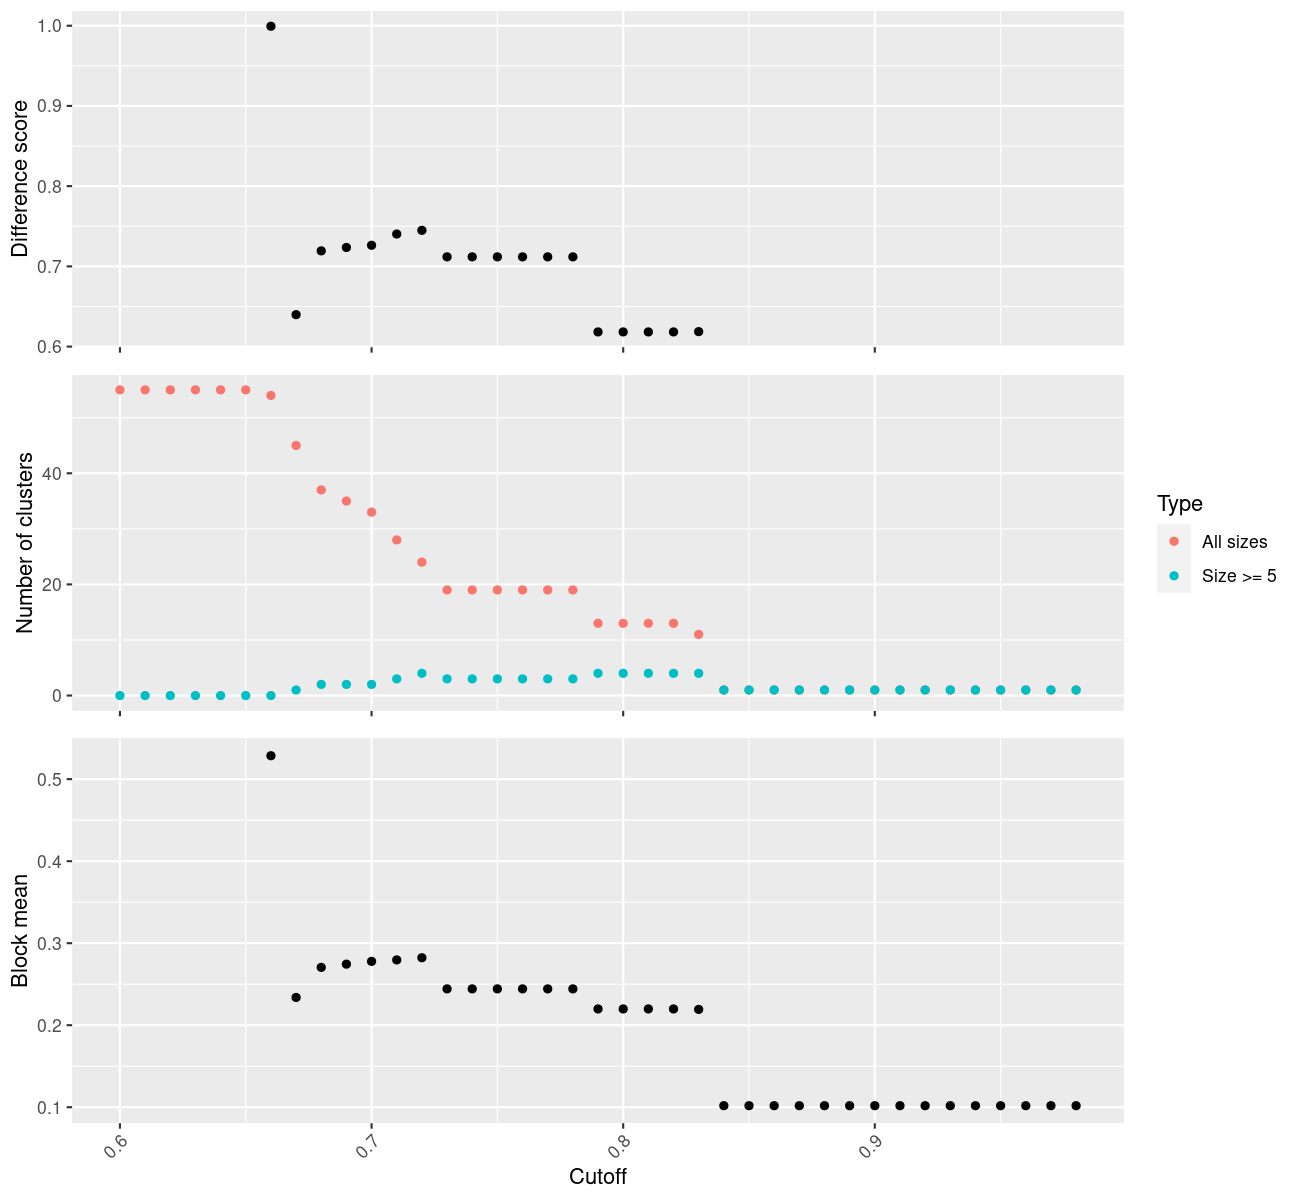 1.0
0.9
0.8
0.7
0.6
Difference score
40
20
0
Number of clusters
Type
All sizes
Size >= 5
0.5
0.4
0.3
0.2
0.1
Block mean
0.6 0.7 0.8 0.9
Cutoff